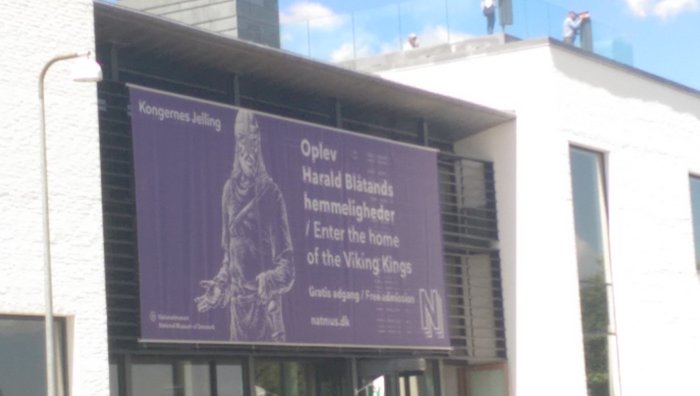 Kongernes Jelling
Oplev
Harald Blåtands
hemmeligheder
/ Enter the home
of the Viking Kings
Gratis adgang / Free admission
natmus.dk
N
Nationalmuseet
National Museum of Denmark